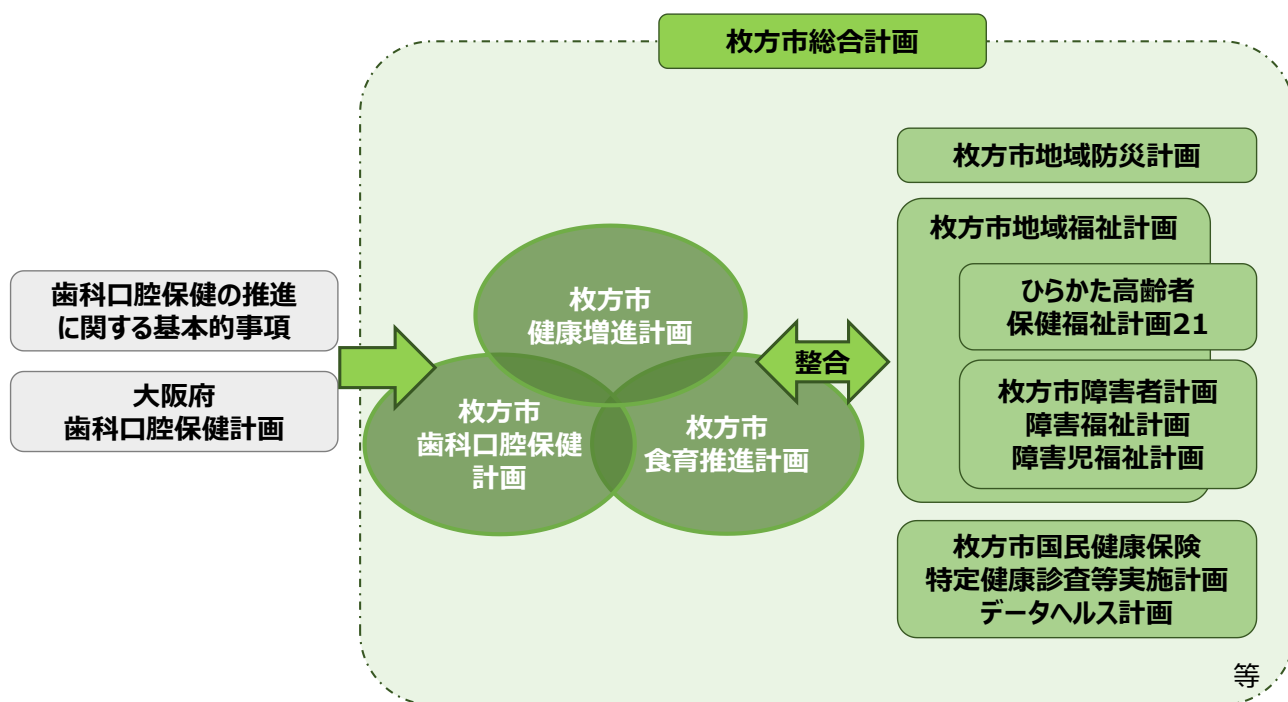 枚方市総合計画
歯科口腔保健の推進
に関する基本的事項
大阪府
歯科口腔保健計画
枚方市
健康増進計画
枚方市
歯科口腔保健
計画
枚方市
食育推進計画
整合
枚方市地域防災計画
枚方市地域福祉計画
ひらかた高齢者
保健福祉計画21
枚方市障害者計画
障害福祉計画
障害児福祉計画
枚方市国民健康保険
特定健康診査等実施計画
データヘルス計画
等